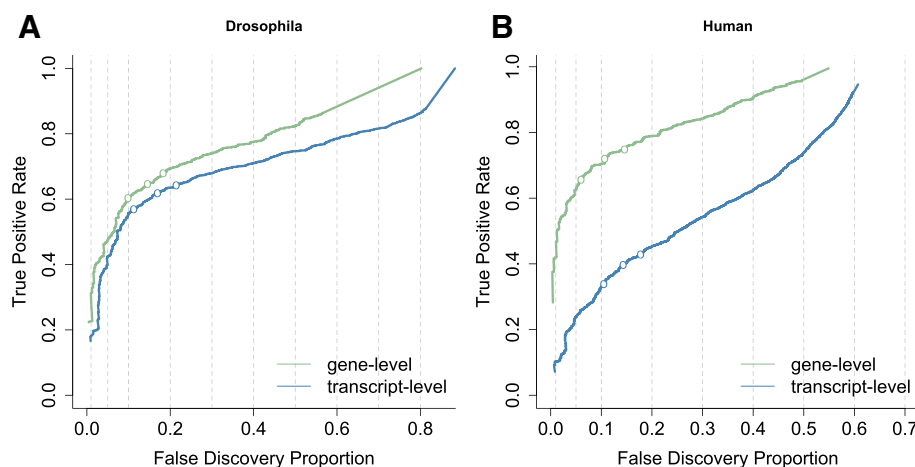 A
Drosophila
True Positive Rate
1.0
0.8
0.6
0.4
0.2
0.0
gene-level
transcript-level
0.0 0.2 0.4 0.6 0.8
False Discovery Proportion
B
Human
True Positive Rate
1.0
0.8
0.6
0.4
0.2
0.0
gene-level
transcript-level
0.0 0.1 0.2 0.3 0.4 0.5 0.6 0.7
False Discovery Proportion